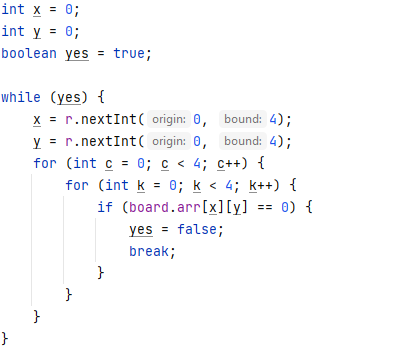 int x = 0;
int y = 0;
boolean yes = true;

while (yes) {
    x = r.nextInt( origin: 0, bound: 4);
    y = r.nextInt( origin: 0, bound: 4);
    for (int c = 0; c < 4; c++) {
        for (int k = 0; k < 4; k++) {
            if (board.arr[x][y] == 0) {
                yes = false;
                break;
            }
        }
    }
}